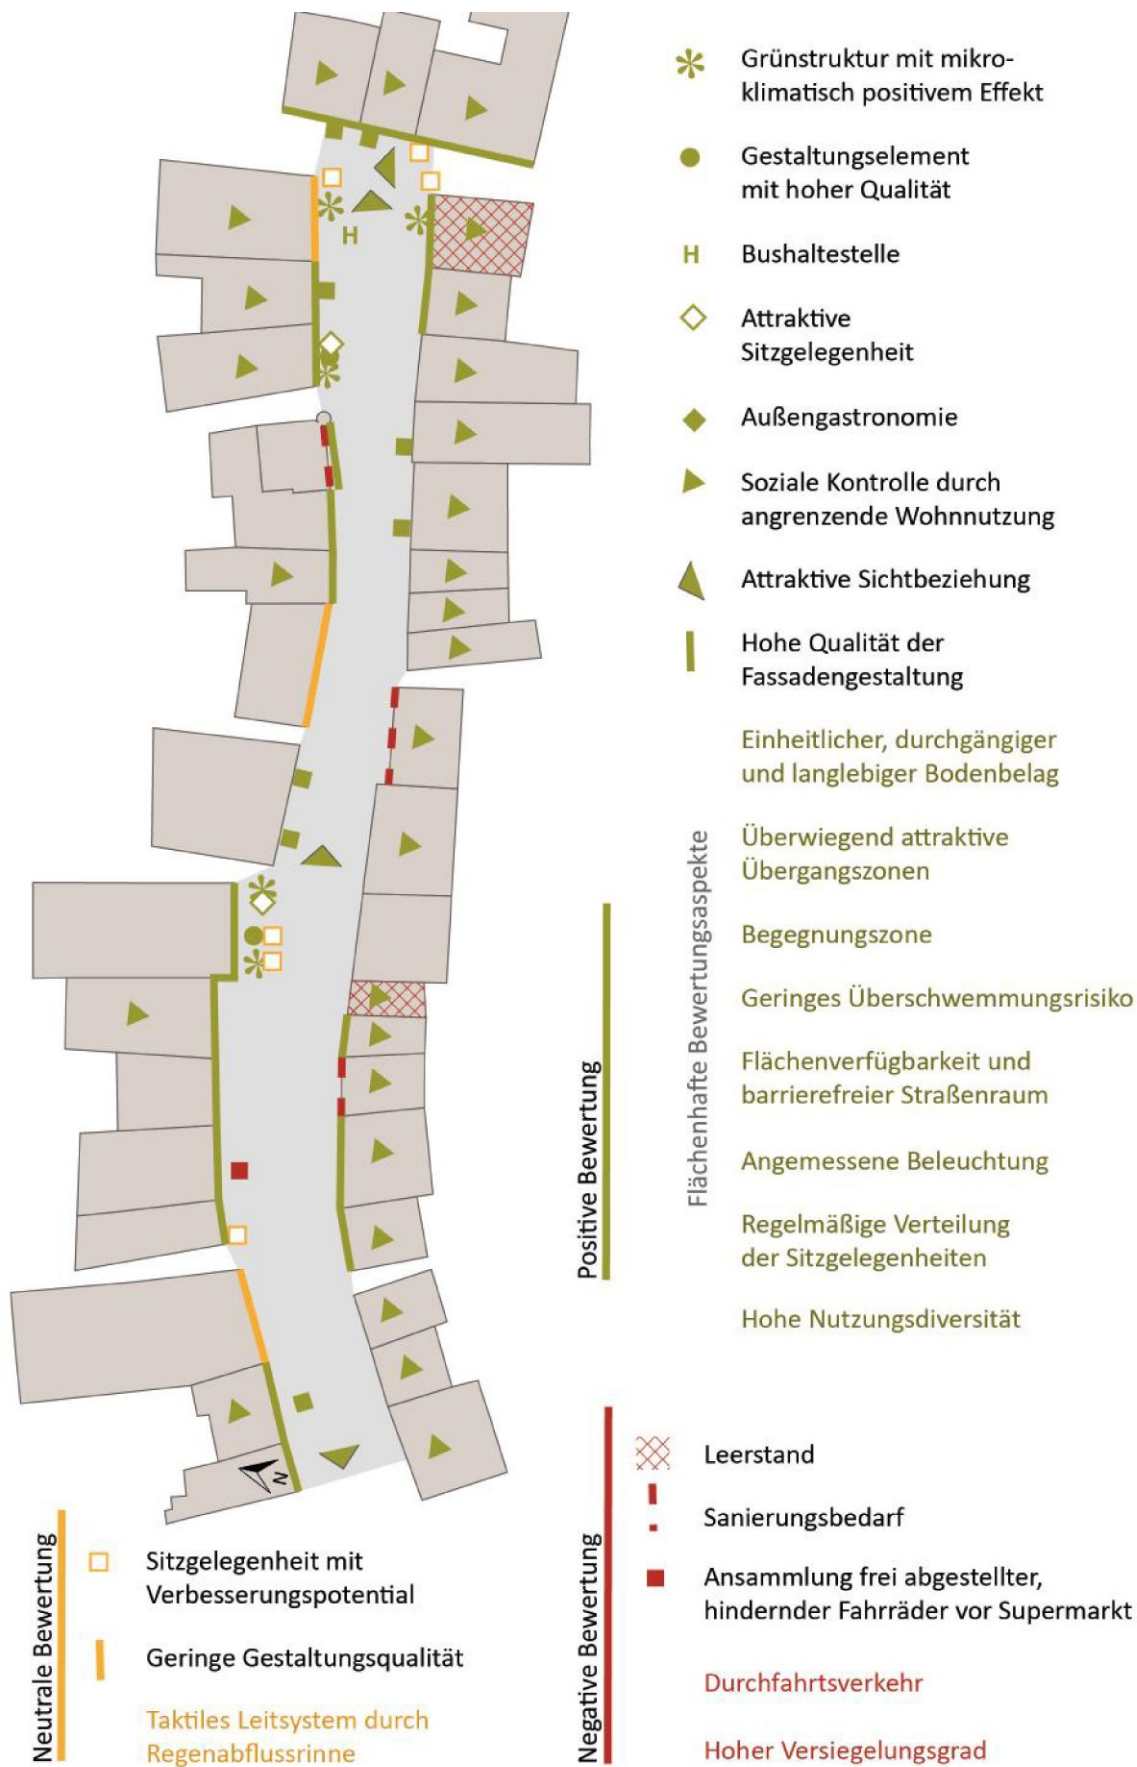 Grünstruktur mit mikro-
klimatisch positivem Effekt
Gestaltungselement
mit hoher Qualität
H
H
Bushaltestelle
Attraktive
Sitzgelegenheit
Außengastronomie
Soziale Kontrolle durch
angrenzende Wohnnutzung
Attraktive Sichtbeziehung
Hohe Qualität der
Fassadengestaltung
Positive Bewertung
Flächenhafte Bewertungsaspekte
Einheitlicher, durchgängiger
und langlebiger Bodenbelag
Überwiegend attraktive
Übergangszonen
Begegnungszone
Geringes Überschwemmungsrisiko
Flächenverfügbarkeit und
barrierefreier Straßenraum
Angemessene Beleuchtung
Regelmäßige Verteilung
der Sitzgelegenheiten
Hohe Nutzungsdiversität
N
Neutrale Bewertung
Sitzgelegenheit mit
Verbesserungspotential
Geringe Gestaltungsqualität
Taktiles Leitsystem durch
Regenabflussrinne
Negative Bewertung
Leerstand
Sanierungsbedarf
Ansammlung frei abgestellter,
hindernder Fahrräder vor Supermarkt
Durchfahrtsverkehr
Hoher Versiegelungsgrad